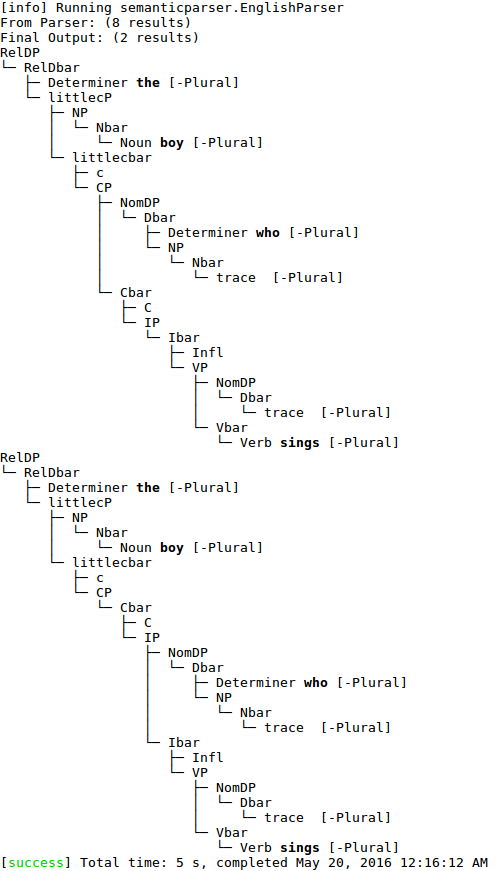 [info] Running semanticparser.EnglishParser
From Parser: (8 results)
Final Output: (2 results)
RelDP
└─ RelDbar
   ├─ Determiner the [-Plural]
   └─ littlecP
      ├─ NP
      │  └─ Nbar
      │     └─ Noun boy [-Plural]
      └─ littlecbar
         ├─ c
         └─ CP
            ├─ NomDP
            │  └─ Dbar
            │     ├─ Determiner who [-Plural]
            │     └─ NP
            │        └─ Nbar
            │           └─ trace  [-Plural]
            └─ Cbar
               ├─ C
               └─ IP
                  └─ Ibar
                     ├─ Infl
                     └─ VP
                        ├─ NomDP
                        │  └─ Dbar
                        │     └─ trace  [-Plural]
                        └─ Vbar
                           └─ Verb sings [-Plural]
RelDP
└─ RelDbar
   ├─ Determiner the [-Plural]
   └─ littlecP
      ├─ NP
      │  └─ Nbar
      │     └─ Noun boy [-Plural]
      └─ littlecbar
         ├─ c
         └─ CP
            └─ Cbar
               ├─ C
               └─ IP
                  ├─ NomDP
                  │  └─ Dbar
                  │     ├─ Determiner who [-Plural]
                  │     └─ NP
                  │        └─ Nbar
                  │           └─ trace  [-Plural]
                  └─ Ibar
                     ├─ Infl
                     └─ VP
                        ├─ NomDP
                        │  └─ Dbar
                        │     └─ trace  [-Plural]
                        └─ Vbar
                           └─ Verb sings [-Plural]
[success] Total time: 5 s, completed May 20, 2016 12:16:12 AM